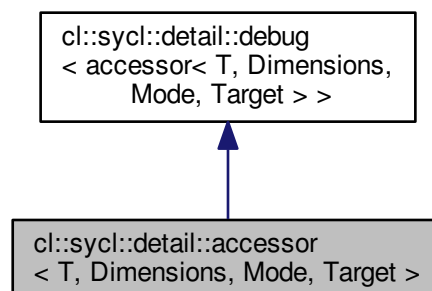 cl::sycl::detail::debug
< accessor< T, Dimensions,
Mode, Target > >
cl::sycl::detail::accessor
< T, Dimensions, Mode, Target >